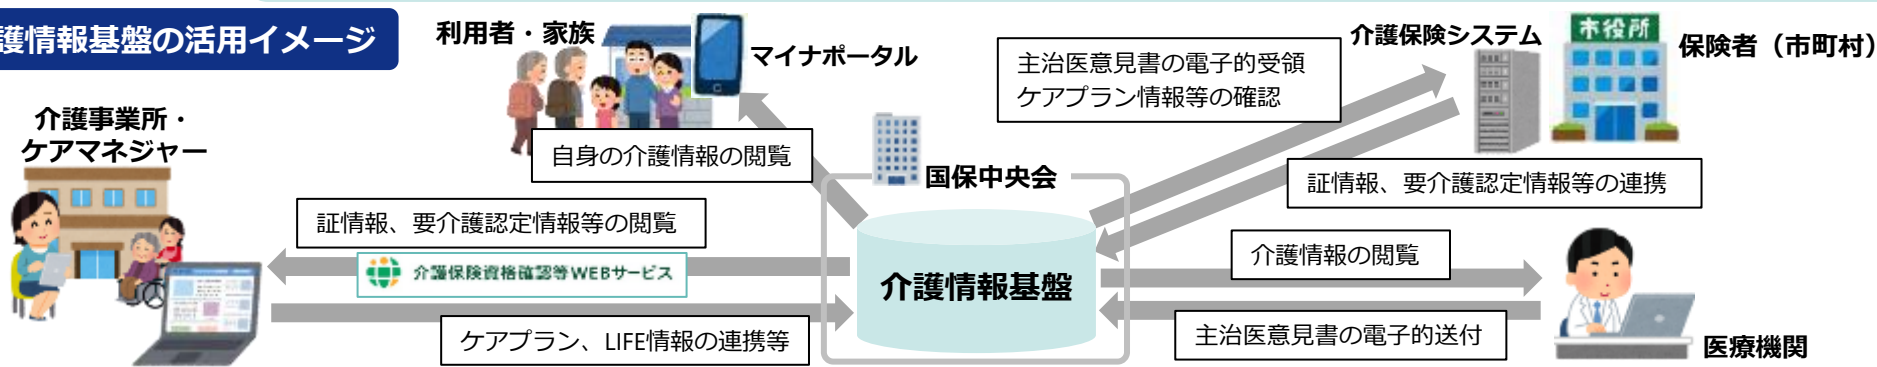 護情報基盤の活用イメージ
利用者・家族
マイナポータル
介護保険システム
市役所
保険者（市町村）
主治医意見書の電子的受領
ケアプラン情報等の確認
介護事業所・
ケアマネジャー
自身の介護情報の閲覧
国保中央会
証情報、要介護認定情報等の連携
証情報、要介護認定情報等の閲覧
介護保険資格確認等WEBサービス
介護情報基盤
介護情報の閲覧
ケアプラン、LIFE情報の連携等
主治医意見書の電子的送付
医療機関